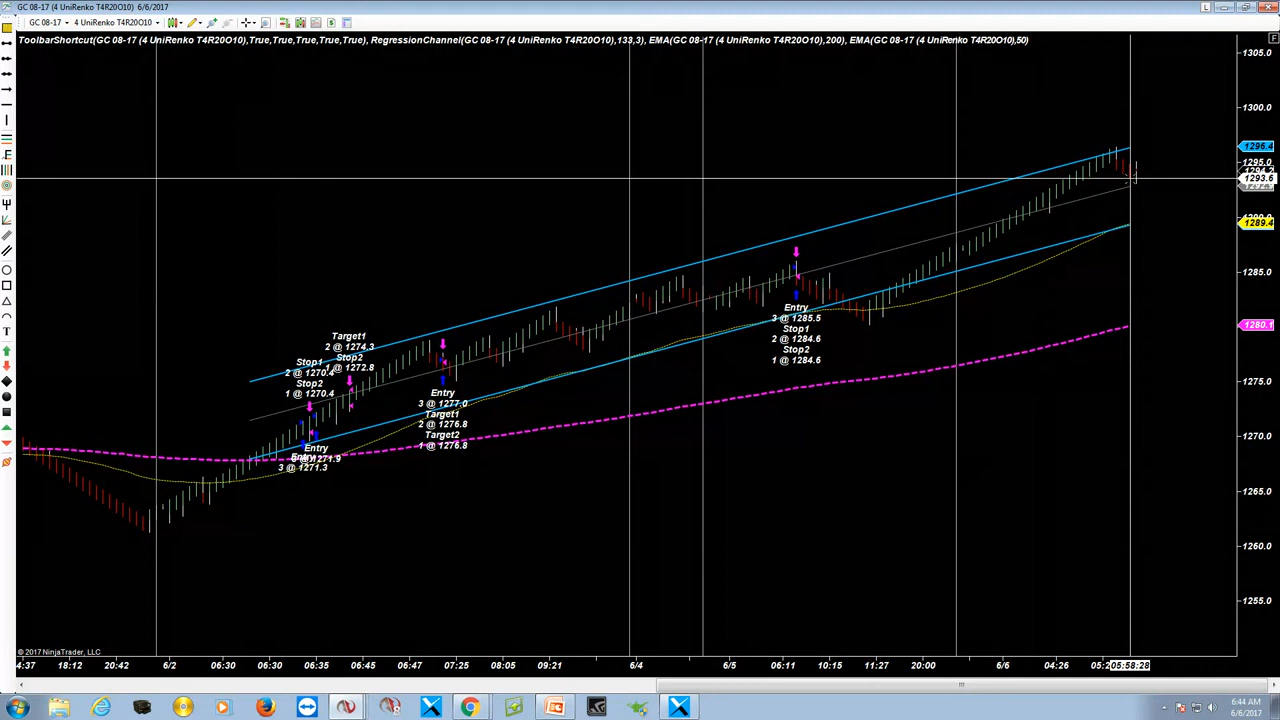 GC 08-17 (4 UniRenko T4R20O10) 6/6/2017
L
GC 08-17 4 UniRenko T4R20O10
ToolbarShortcut(GC 08-17 (4 UniRenko T4R20O10),True,True,True,True,True), RegressionChannel(GC 08-17 (4 UniRenko T4R20O10),133,3), EMA(GC 08-17 (4 UniRenko T4R20O10),200), EMA(GC 08-17 (4 UniRenko T4R20O10),50)
F
1305.0
1300.0
1296.4
1295.0
1293.6
1289.4
1285.0
1280.1
1275.0
1270.0
1265.0
1260.0
1255.0
Target1
2 @ 1274.3
Stop2
1 @ 1272.8
Stop1
2 @ 1270.4
Stop2
1 @ 1270.4
Entry
3 @ 1271.3
Entry
3 @ 1277.0
Target1
2 @ 1276.8
Target2
1 @ 1276.8
Entry
3 @ 1285.5
Stop1
2 @ 1284.6
Stop2
1 @ 1284.6
© 2017 NinjaTrader, LLC
4:37 18:12 20:42 6/2 06:30 06:30 06:35 06:45 06:47 07:25 08:05 09:21 6/4 6/5 06:11 10:15 11:27 20:00 6/6 04:26 05:58:28
6:44 AM
6/6/2017